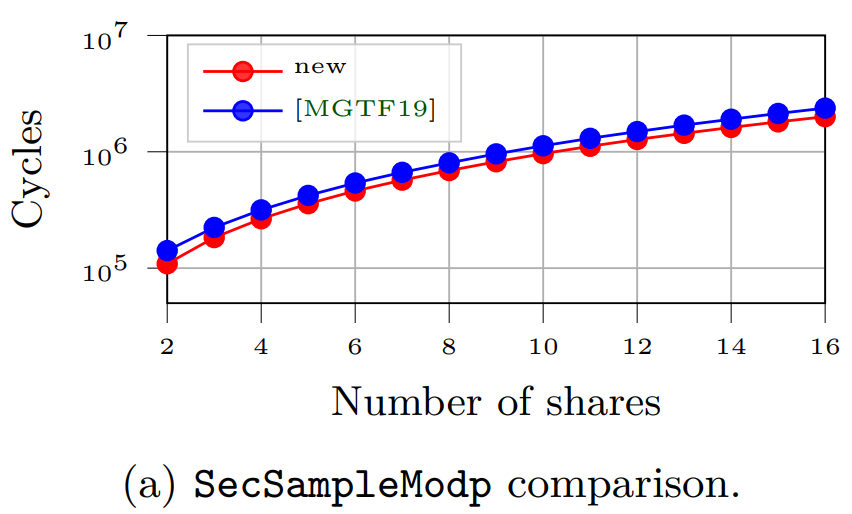 10^7
new
[MGTF19]
Cycles
10^6
10^5
2 4 6 8 10 12 14 16
Number of shares
(a) SecSampleModp comparison.